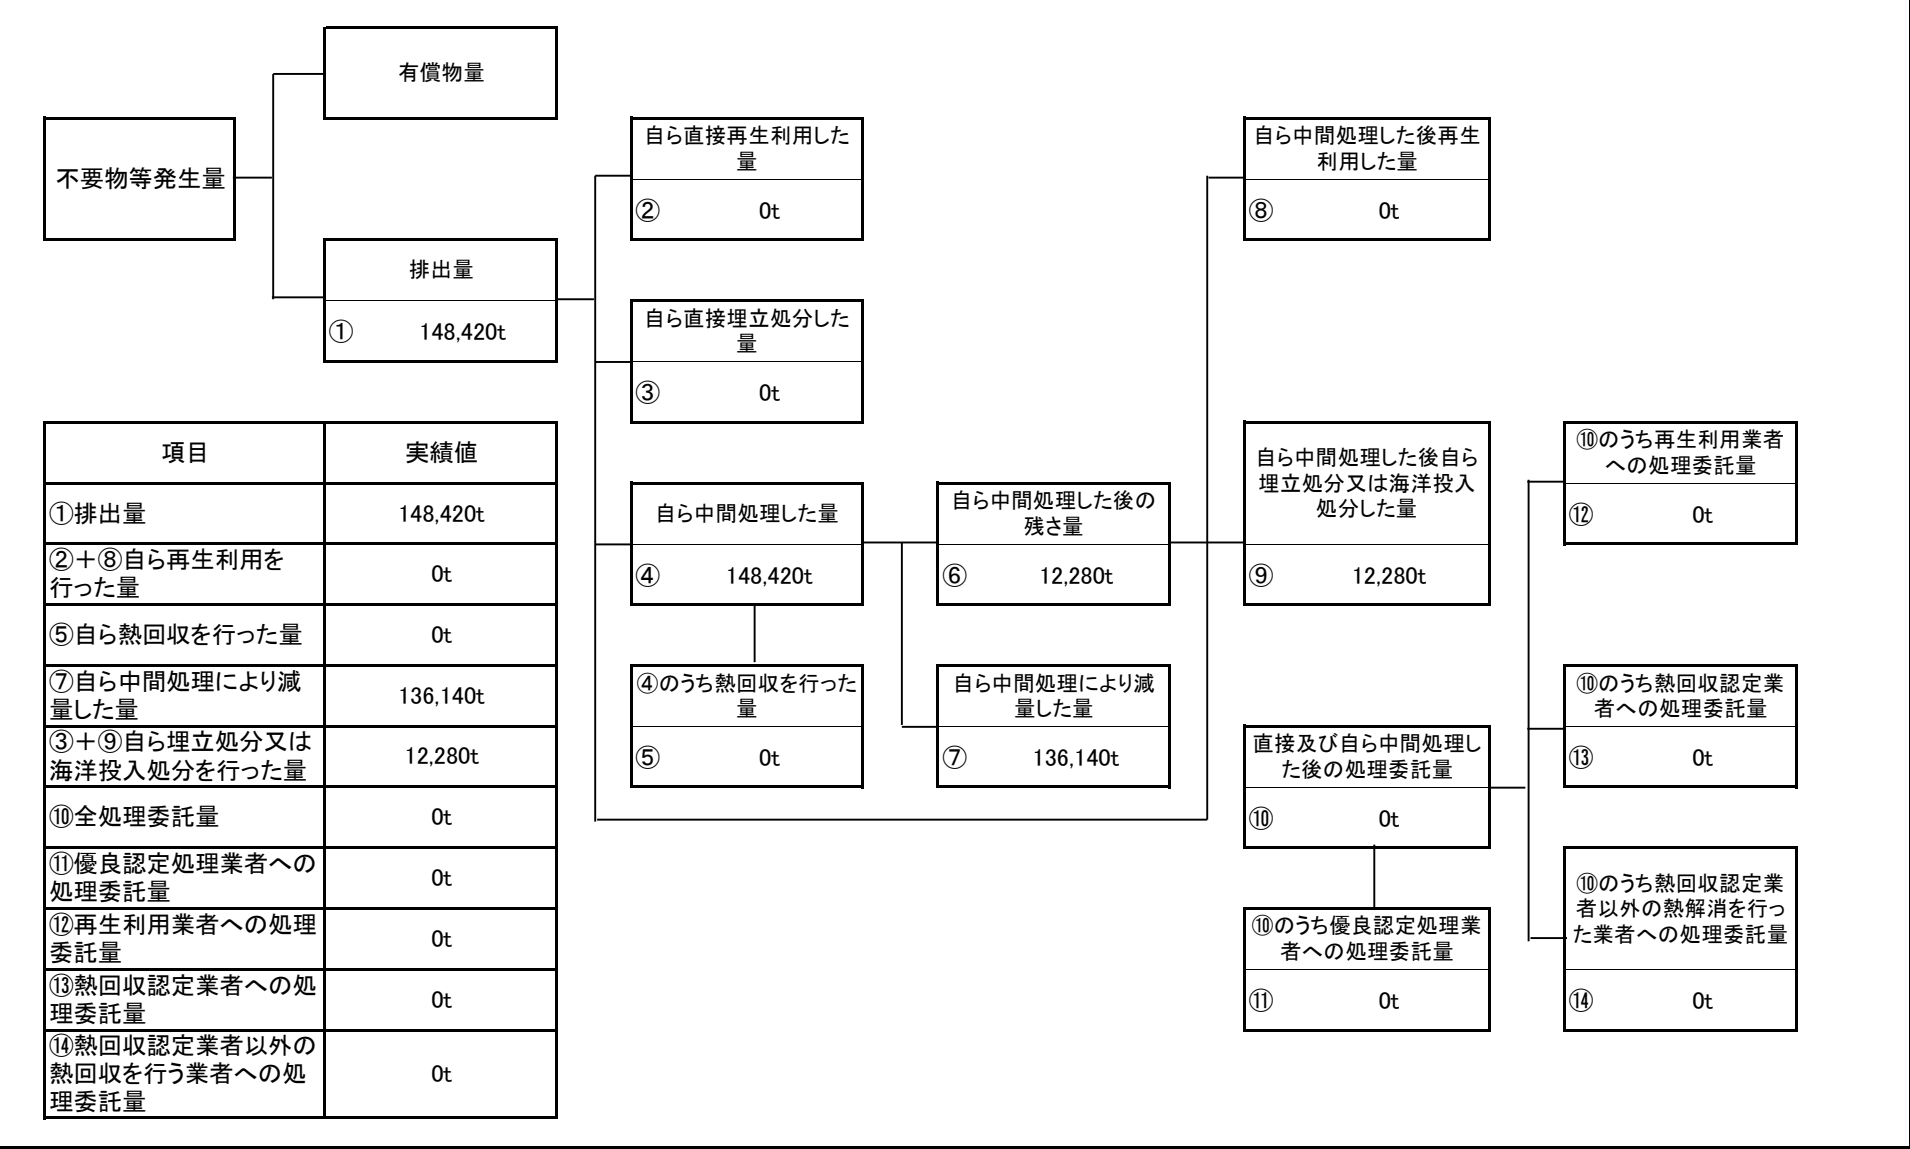 有償物量
不要物等発生量
排出量
① 148,420t
自ら直接再生利用した
量
② 0t
自ら直接埋立処分した
量
③ 0t
自ら中間処理した量
④ 148,420t
④のうち熱回収を行った
量
⑤ 0t
自ら中間処理した後の
残さ量
⑥ 12,280t
自ら中間処理により減
量した量
⑦ 136,140t
自ら中間処理した後再生
利用した量
⑧ 0t
自ら中間処理した後自ら
埋立処分又は海洋投入
処分した量
⑨ 12,280t
直接及び自ら中間処理し
た後の処理委託量
⑩ 0t
⑩のうち優良認定処理業
者への処理委託量
⑪ 0t
⑩のうち再生利用業者
への処理委託量
⑫ 0t
⑩のうち熱回収認定業
者への処理委託量
⑬ 0t
⑩のうち熱回収認定業
者以外の熱解消を行っ
た業者への処理委託量
⑭ 0t
項目 実績値
①排出量 148,420t
②＋⑧自ら再生利用を
行った量 0t
⑤自ら熱回収を行った量 0t
⑦自ら中間処理により減
量した量 136,140t
③＋⑨自ら埋立処分又は
海洋投入処分を行った量 12,280t
⑩全処理委託量 0t
⑪優良認定処理業者への
処理委託量 0t
⑫再生利用業者への処理
委託量 0t
⑬熱回収認定業者への処
理委託量 0t
⑭熱回収認定業者以外の
熱回収を行う業者への処
理委託量 0t